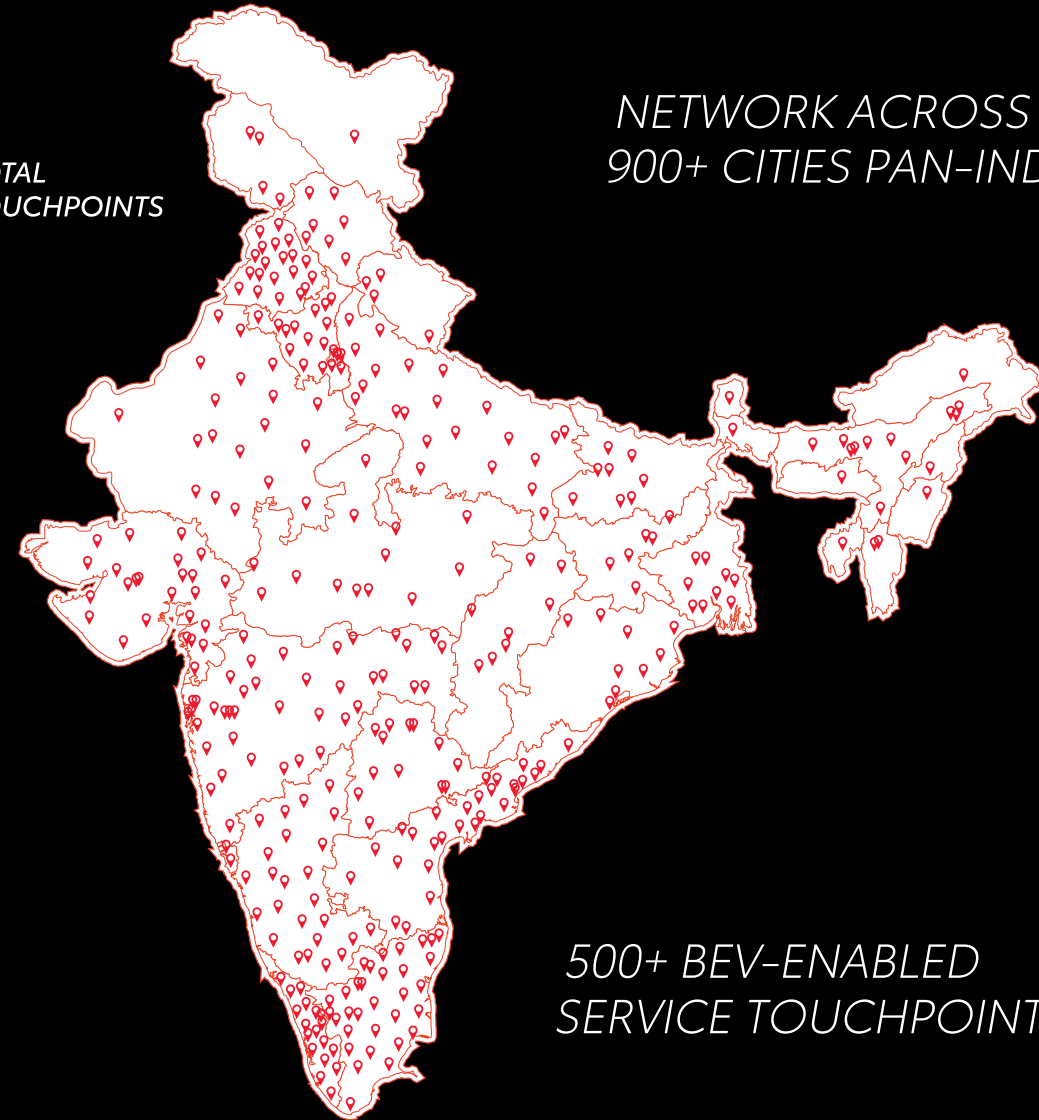 NETWORK ACROSS
900+ CITIES PAN-IND
TAL
UCHPOINTS
500+ BEV-ENABLED
SERVICE TOUCHPOINT